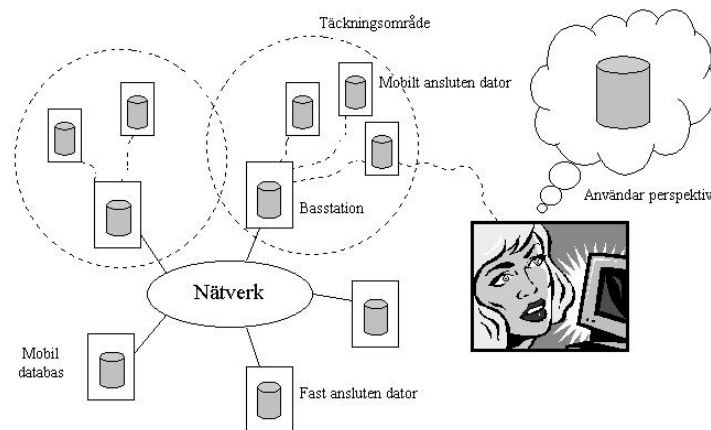 Täckningsområde
Mobilt ansluten dator
Basstation
Användar perspektiv
Nätverk
Mobil
databas
Fast ansluten dator